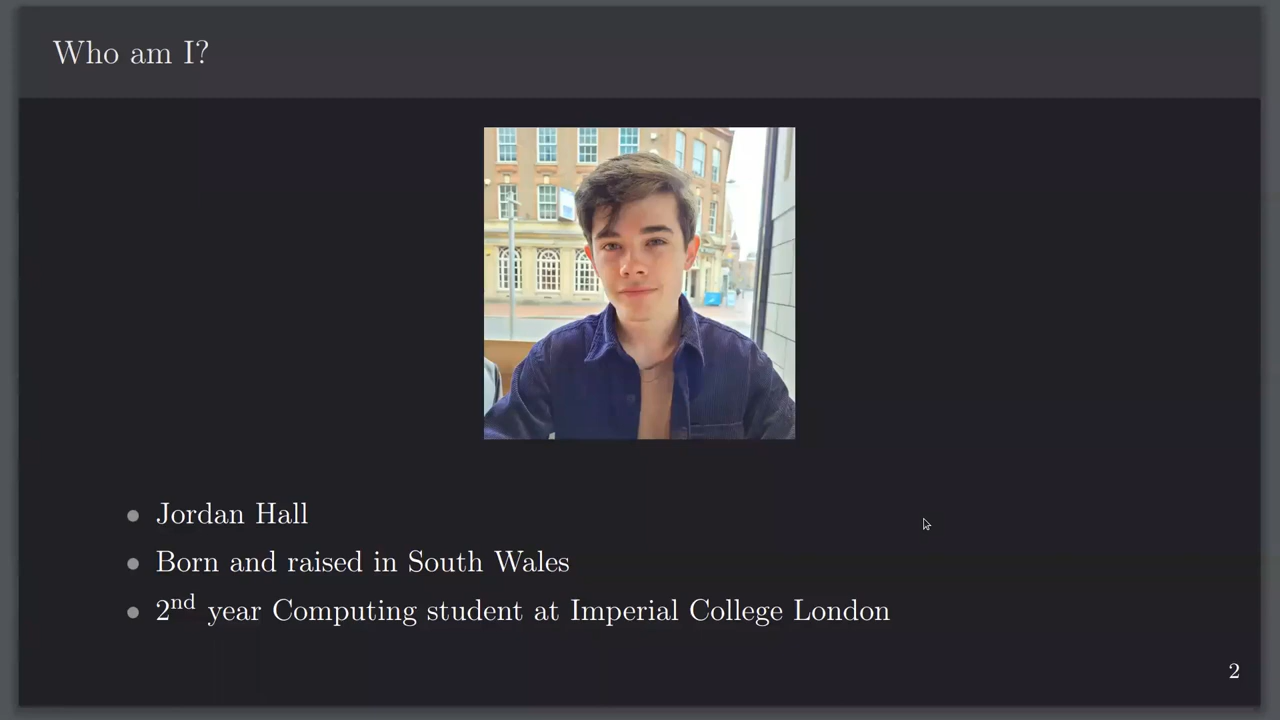 Who am I?
Jordan Hall
Born and raised in South Wales
2nd year Computing student at Imperial College London
2